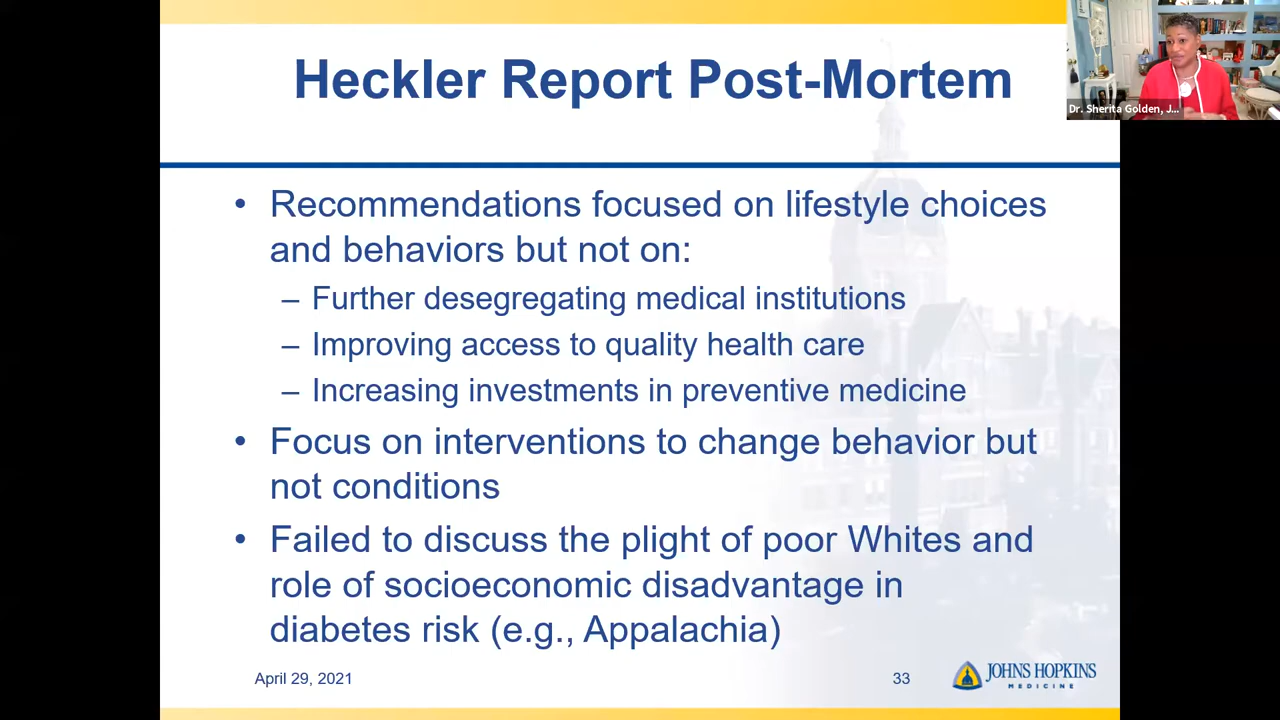 Heckler Report Post-Mortem
Dr. Sherita Golden, J...
• Recommendations focused on lifestyle choices
and behaviors but not on:
– Further desegregating medical institutions
– Improving access to quality health care
– Increasing investments in preventive medicine
• Focus on interventions to change behavior but
not conditions
• Failed to discuss the plight of poor Whites and
role of socioeconomic disadvantage in
diabetes risk (e.g., Appalachia)
April 29, 2021
33
JOHNS HOPKINS
MEDICINE